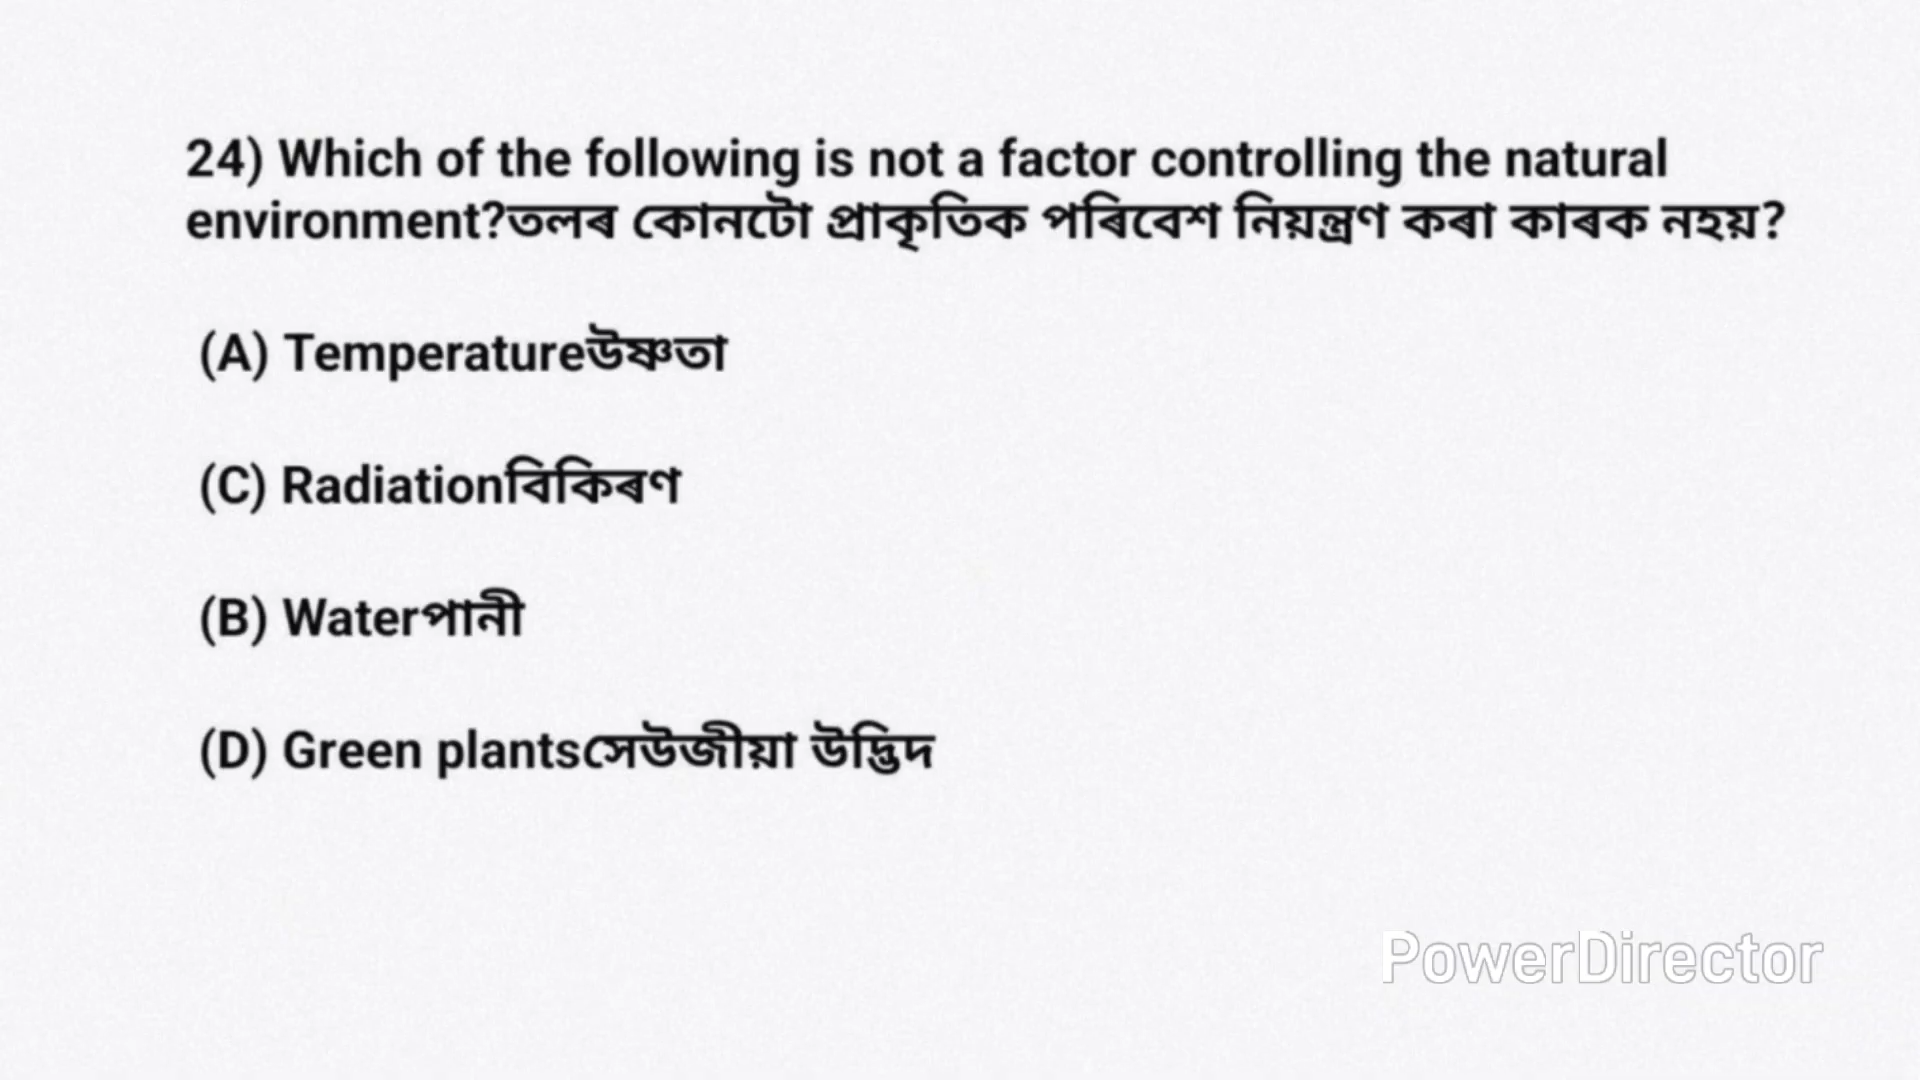 24) Which of the following is not a factor controlling the natural
environment?তলৰ কোনটো প্ৰাকৃতিক পৰিবেশ নিয়ন্ত্ৰণ কৰা কাৰক নহয়?
(A) Temperatureউষ্ণতা
(C) Radiationবিকিৰণ
(B) Waterপানী
(D) Green plantsসেউজীয়া উদ্ভিদ
PowerDirector